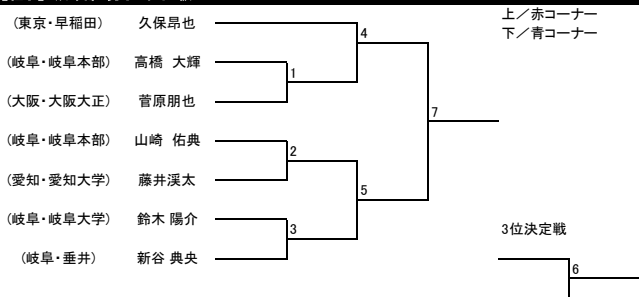 上／赤コーナー
下／青コーナー
(東京・早稲田) 久保昂也
(岐阜・岐阜本部) 高橋 大輝
(大阪・大阪大正) 菅原朋也
(岐阜・岐阜本部) 山崎 佑典
(愛知・愛知大学) 藤井渓太
(岐阜・岐阜大学) 鈴木 陽介
(岐阜・垂井) 新谷 典央
1
2
3
4
5
7
3位決定戦
6